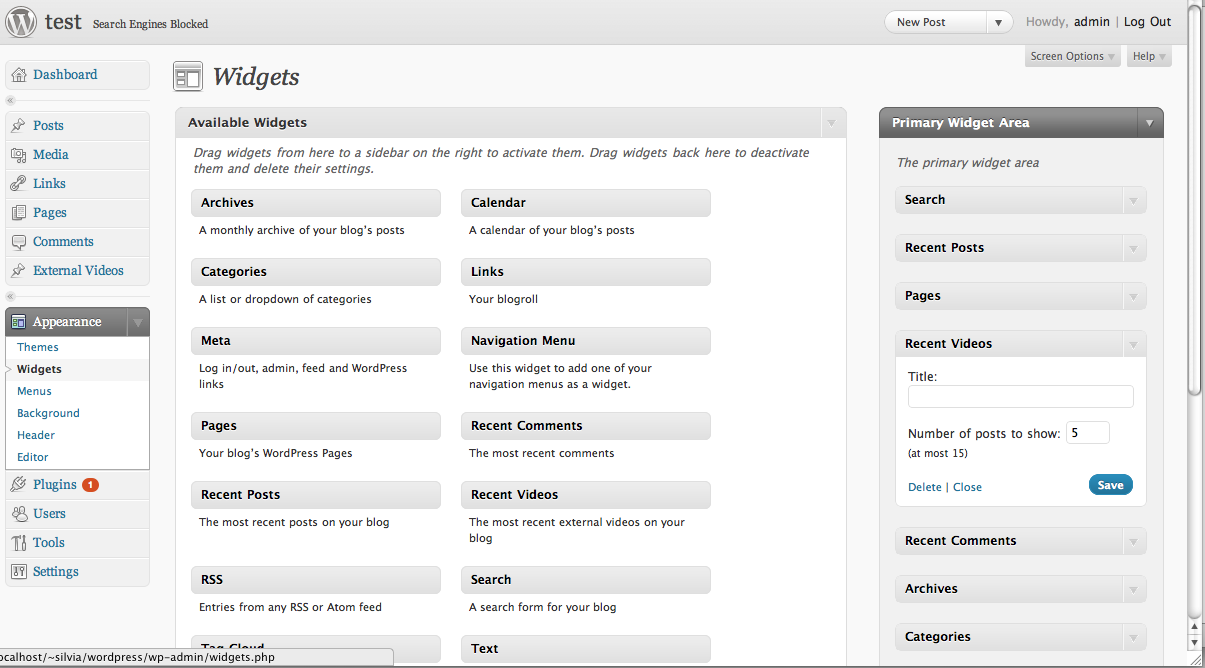 test Search Engines Blocked
New Post
Howdy, admin | Log Out
Screen Options
Help
Dashboard
Posts
Media
Links
Pages
Comments
External Videos
Appearance
Themes
Widgets
Menus
Background
Header
Editor
Plugins 1
Users
Tools
Settings
Widgets
Available Widgets
Drag widgets from here to a sidebar on the right to activate them. Drag widgets back here to deactivate
them and delete their settings.
Archives
A monthly archive of your blog's posts
Calendar
A calendar of your blog's posts
Categories
A list or dropdown of categories
Links
Your blogroll
Meta
Log in/out, admin, feed and WordPress
links
Navigation Menu
Use this widget to add one of your
navigation menus as a widget.
Pages
Your blog's WordPress Pages
Recent Comments
The most recent comments
Recent Posts
The most recent posts on your blog
Recent Videos
The most recent external videos on your
blog
RSS
Entries from any RSS or Atom feed
Search
A search form for your blog
Tag Cloud
Text
Primary Widget Area
The primary widget area
Search
Recent Posts
Pages
Recent Videos
Title:
Number of posts to show: 5
(at most 15)
Delete | Close
Save
Recent Comments
Archives
Categories
ocalhost/~silvia/wordpress/wp-admin/widgets.php